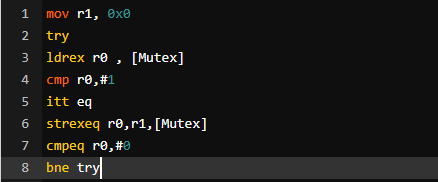 1 mov r1, 0x0
2 try
3 ldrex r0 , [Mutex]
4 cmp r0,#1
5 itt eq
6 strexeq r0,r1,[Mutex]
7 cmpeq r0,#0
8 bne try